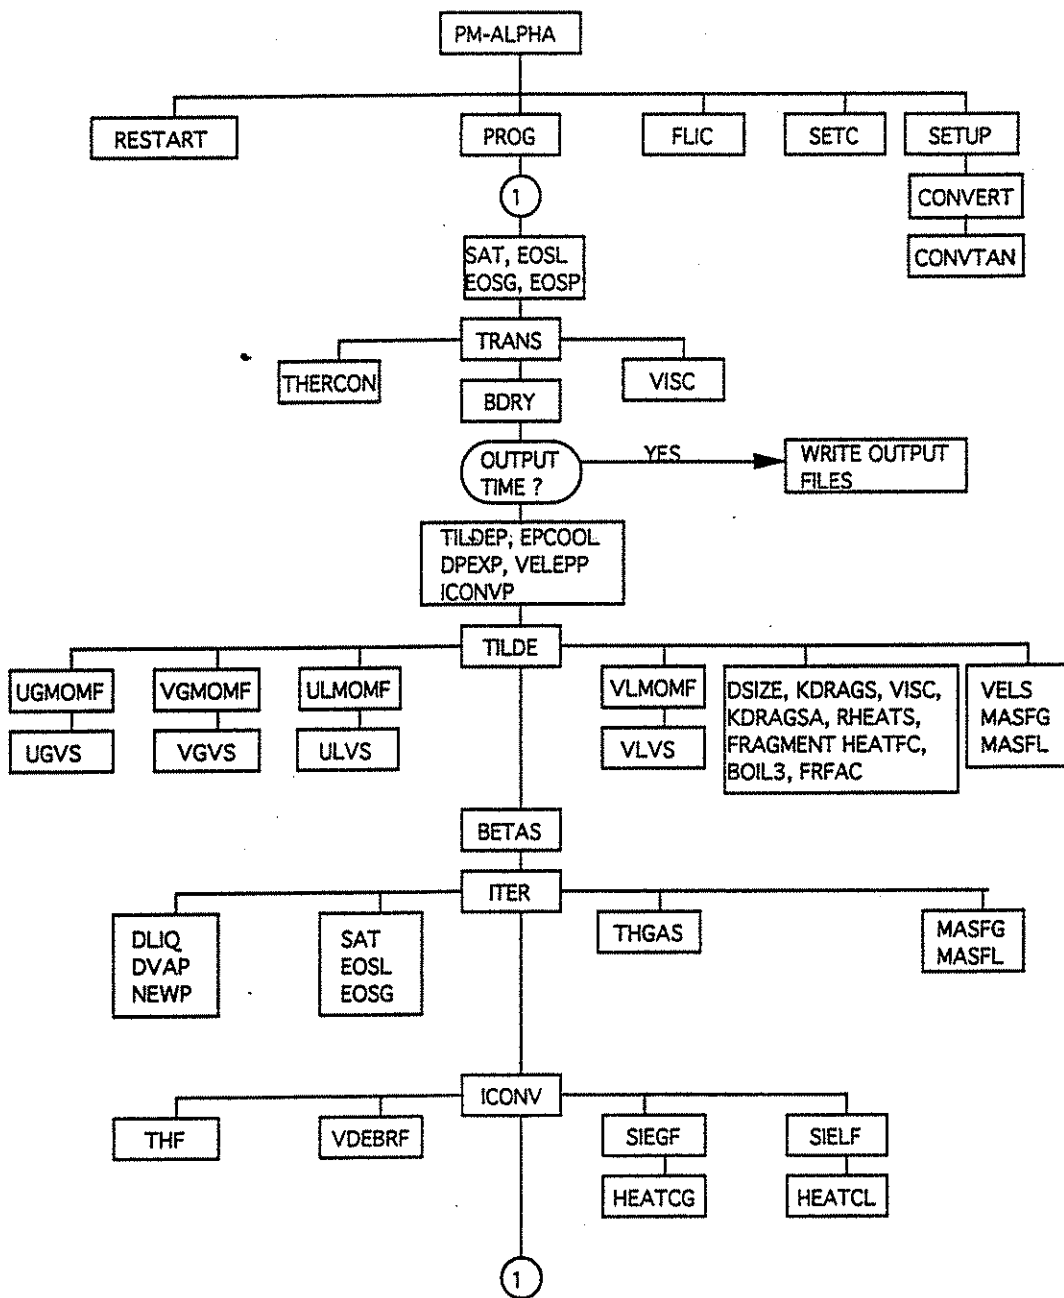 PM-ALPHA
RESTART
PROG
FLIC
SETC
SETUP
CONVERT
CONVTAN
1
SAT, EOSL
EOSG, EOSP
TRANS
THERCON
VISC
BDRY
OUTPUT
TIME ?
YES
WRITE OUTPUT
FILES
TILDEP, EPCOOL
DPEXP, VELEPP
ICONVP
TILDE
UGMOMF
UGVS
VGMOMF
VGVS
ULMOMF
ULVS
VLMOMF
VLVS
DSIZE, KDRAGS, VISC,
KDRAGSA, RHEATS,
FRAGMENT HEATFC,
BOIL3, FRFAC
VELS
MASFG
MASFL
BETAS
ITER
DLIQ
DVAP
NEWP
SAT
EOSL
EOSG
THGAS
MASFG
MASFL
ICONV
THF
VDEBRF
SIEGF
HEATCG
SIELF
HEATCL
1